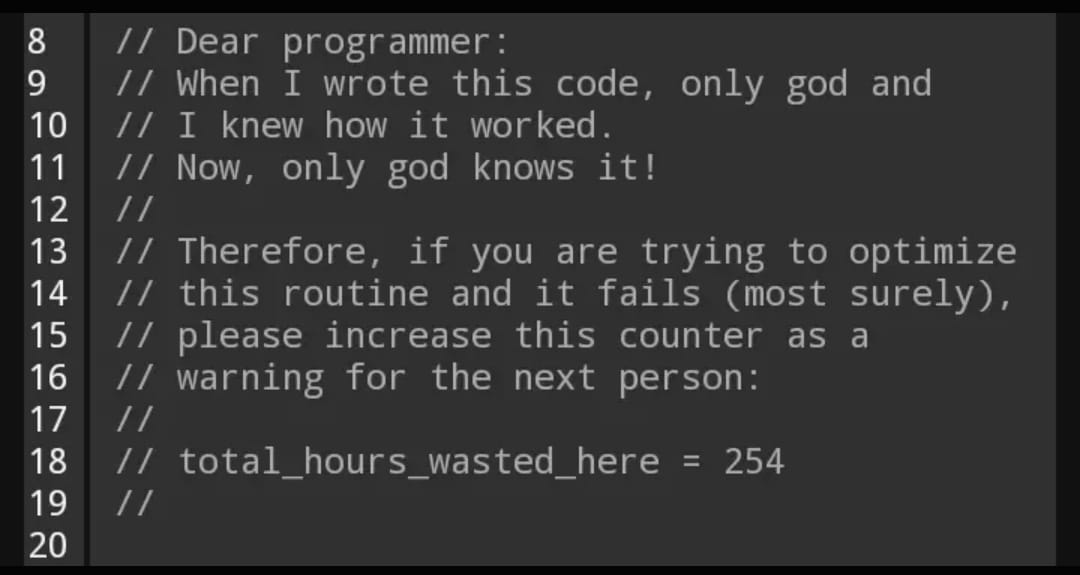 8 // Dear programmer:
9 // When I wrote this code, only god and
10 // I knew how it worked.
11 // Now, only god knows it!
12 //
13 // Therefore, if you are trying to optimize
14 // this routine and it fails (most surely),
15 // please increase this counter as a
16 // warning for the next person:
17 //
18 // total_hours_wasted_here = 254
19 //
20